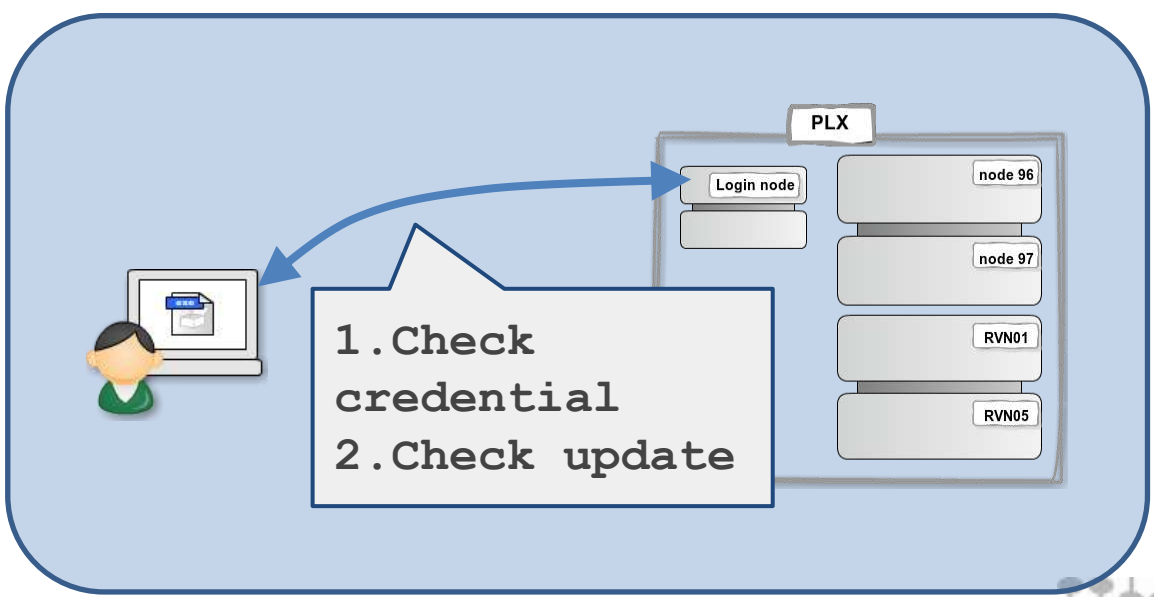 PLX
Login node
node 96
node 97
RVN01
RVN05
1.Check
credential
2.Check update